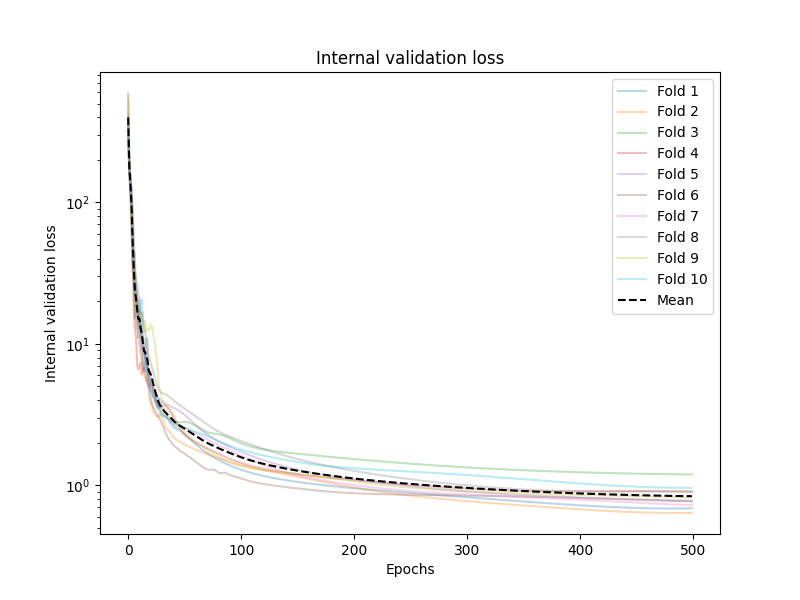 Internal validation loss
Internal validation loss
10²
10¹
10⁰
0
100
200
300
400
500
Epochs
Fold 1
Fold 2
Fold 3
Fold 4
Fold 5
Fold 6
Fold 7
Fold 8
Fold 9
Fold 10
Mean